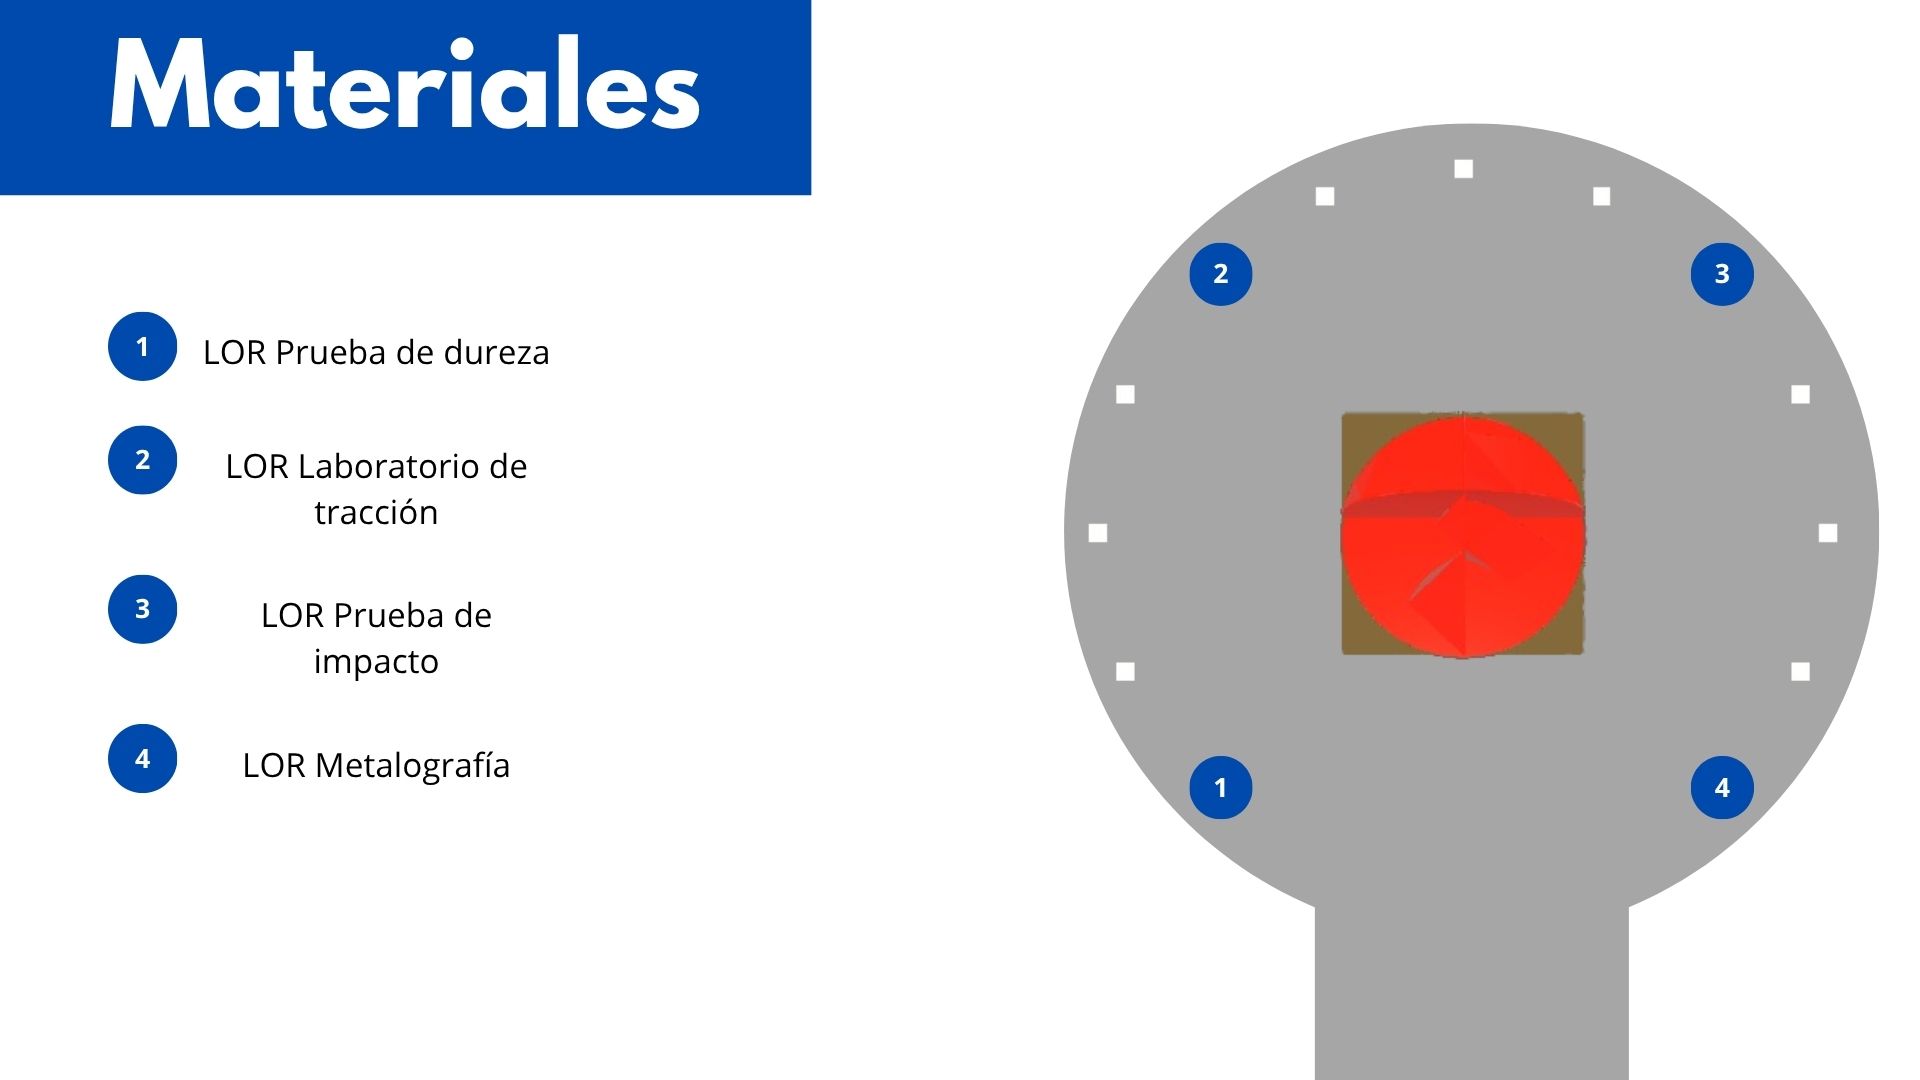 Materiales
1 LOR Prueba de dureza
2 LOR Laboratorio de
tracción
3 LOR Prueba de
impacto
4 LOR Metalografía
2
3
1
4